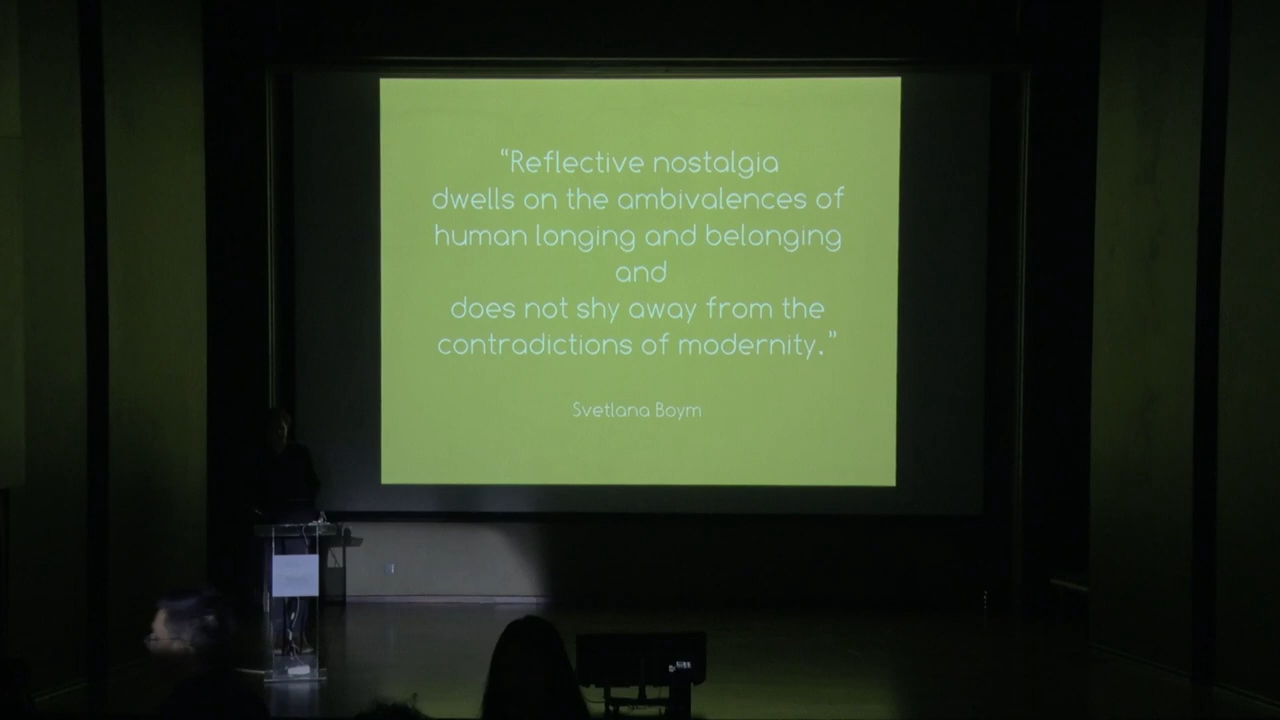 “Reflective nostalgia
dwells on the ambivalences of
human longing and belonging
and
does not shy away from the
contradictions of modernity.”
Svetlana Boym